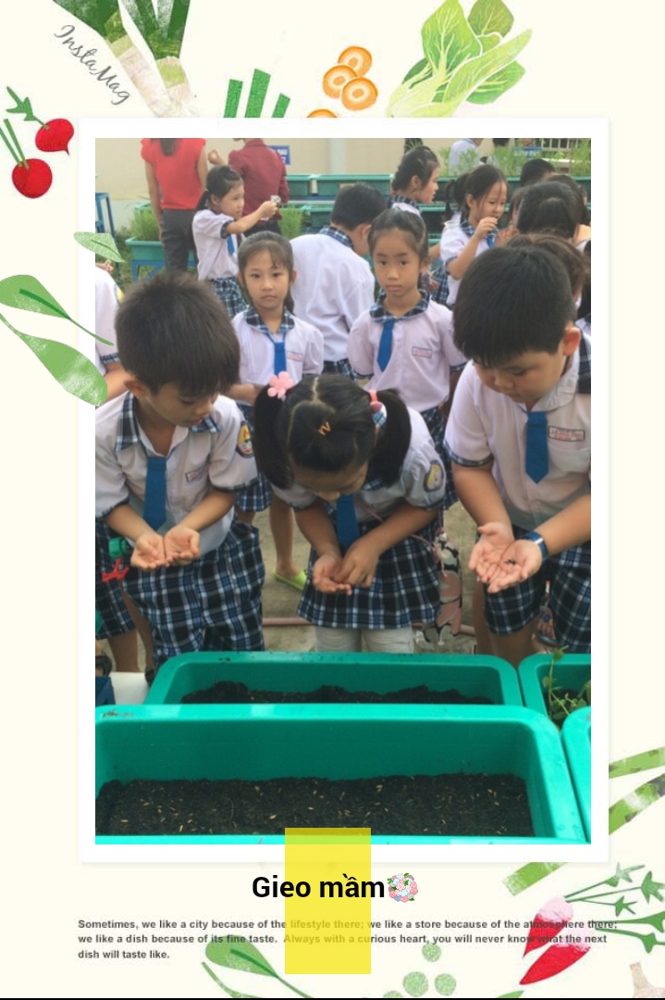 InstaMag
Gieo mầm
Sometimes, we like a city because of the lifestyle there; we like a store because of the atmosphere there;
we like a dish because of its fine taste. Always with a curious heart, you will never know what the next
dish will taste like.